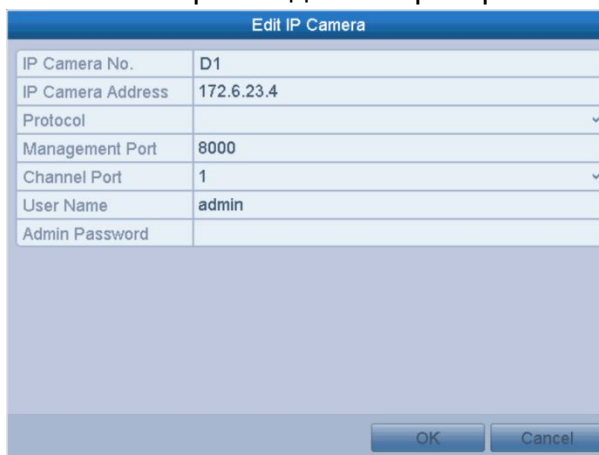 Edit IP Camera
IP Camera No. D1
IP Camera Address 172.6.23.4
Protocol
Management Port 8000
Channel Port 1
User Name admin
Admin Password
OK Cancel